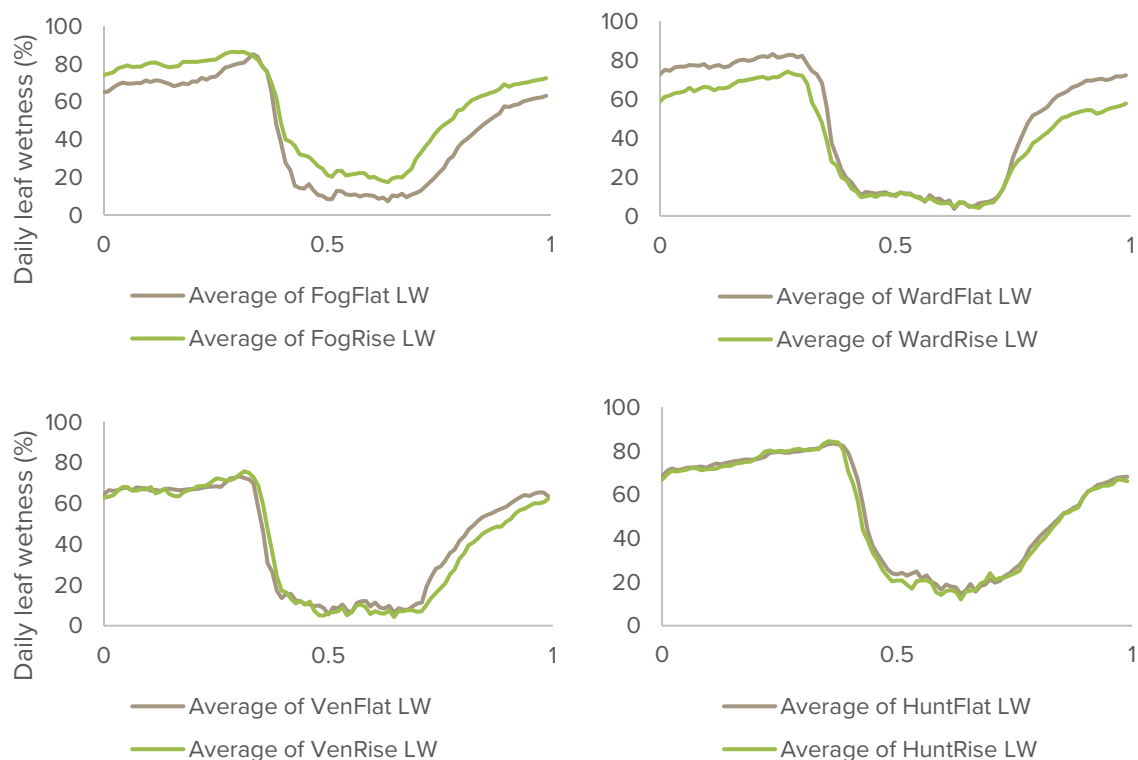 Daily leaf wetness (%)
100
80
60
40
20
0
0 0.5 1
Average of FogFlat LW
Average of FogRise LW
100
80
60
40
20
0
0 0.5 1
Average of WardFlat LW
Average of WardRise LW
Daily leaf wetness (%)
100
80
60
40
20
0
0 0.5 1
Average of VenFlat LW
Average of VenRise LW
100
80
60
40
20
0
0 0.5 1
Average of HuntFlat LW
Average of HuntRise LW